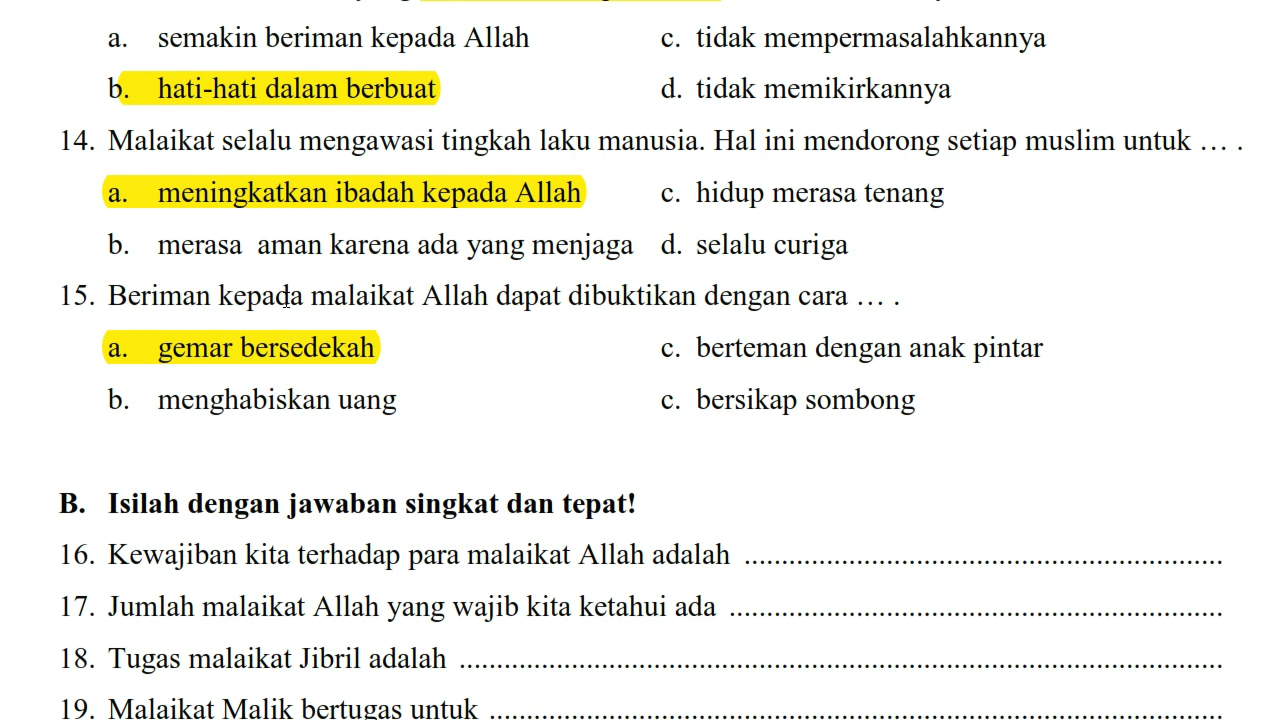 a. semakin beriman kepada Allah c. tidak mempermasalahkannya
b. hati-hati dalam berbuat d. tidak memikirkannya
14. Malaikat selalu mengawasi tingkah laku manusia. Hal ini mendorong setiap muslim untuk … .
a. meningkatkan ibadah kepada Allah c. hidup merasa tenang
b. merasa aman karena ada yang menjaga d. selalu curiga
15. Beriman kepada malaikat Allah dapat dibuktikan dengan cara … .
a. gemar bersedekah c. berteman dengan anak pintar
b. menghabiskan uang c. bersikap sombong
B. Isilah dengan jawaban singkat dan tepat!
16. Kewajiban kita terhadap para malaikat Allah adalah ................................................................
17. Jumlah malaikat Allah yang wajib kita ketahui ada ..................................................................
18. Tugas malaikat Jibril adalah ......................................................................................................
19. Malaikat Malik bertugas untuk ..................................................................................................